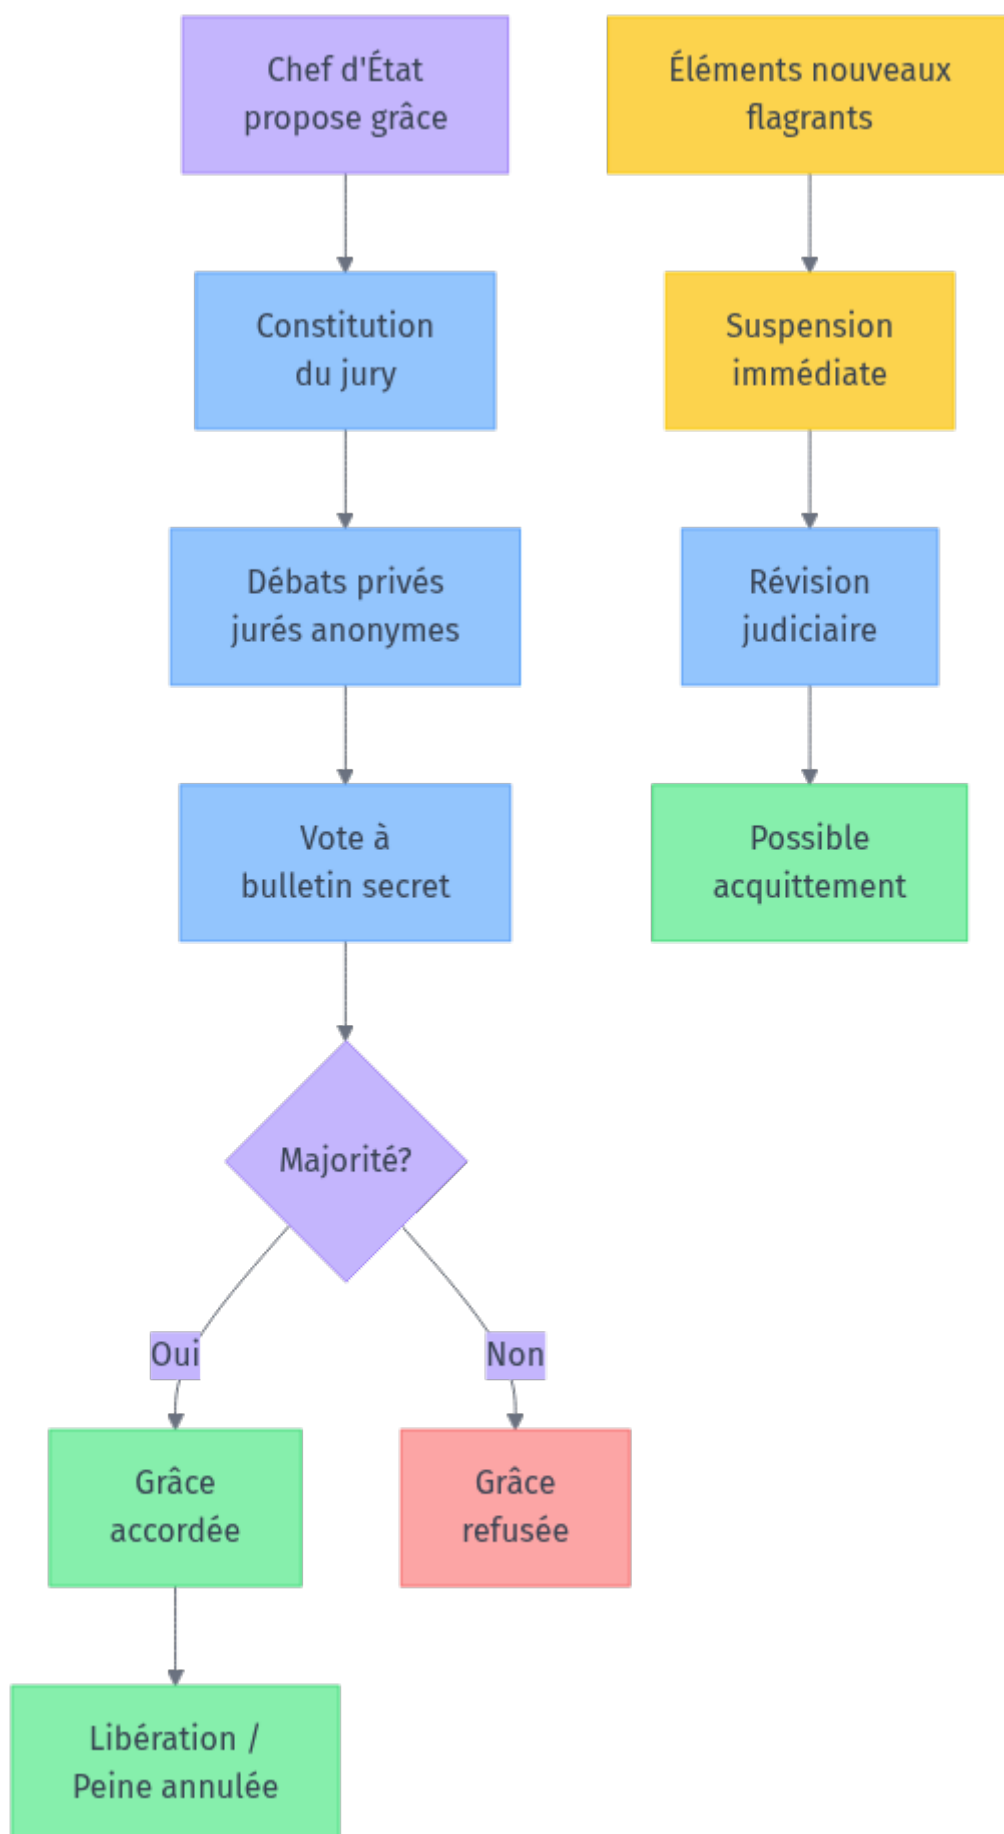 Chef d'État
propose grâce
Éléments nouveaux
flagrants
Constitution
du jury
Suspension
immédiate
Débats privés
jurés anonymes
Révision
judiciaire
Vote à
bulletin secret
Possible
acquittement
Majorité?
Oui
Non
Grâce
accordée
Grâce
refusée
Libération /
Peine annulée